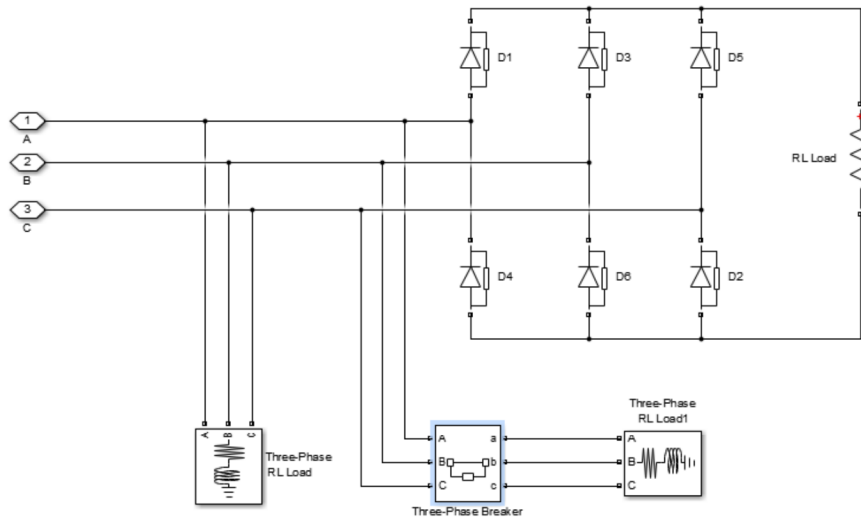 D1
D3
D5
1
A
2
B
3
C
RL Load
D4
D6
D2
A B C
Three-Phase
RL Load
A a
B b
C c
Three-Phase Breaker
Three-Phase
RL Load1
A
B
C